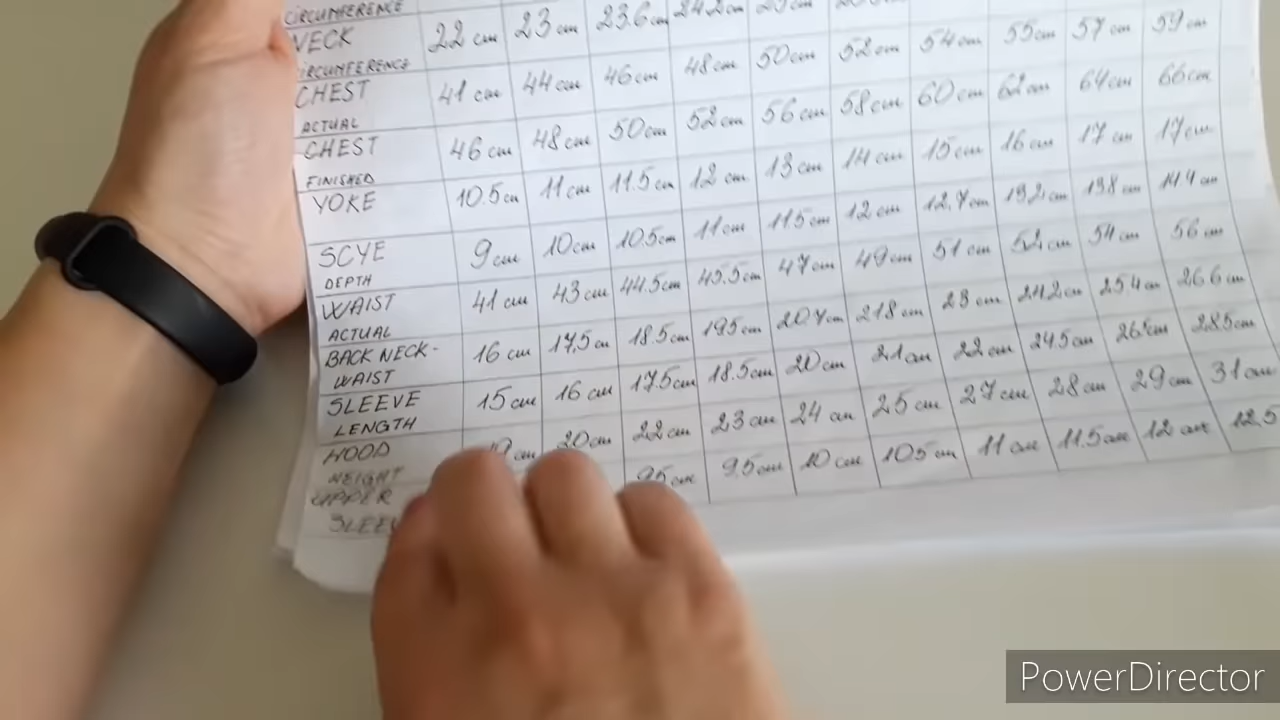 CIRCUMFERENCE
NECK 22 cm 23 cm 23.6 cm 24.2 cm
CIRCUMFERENCE
CHEST 41 cm 44 cm 46 cm 48 cm 50 cm 52 cm 54 cm 55 cm 57 cm 59 cm
ACTUAL
CHEST 46 cm 48 cm 50 cm 52 cm 56 cm 58 cm 60 cm 62 cm 64 cm 66 cm
FINISHED
YOKE 10.5 cm 11 cm 11.5 cm 12 cm 13 cm 14 cm 15 cm 16 cm 17 cm 17 cm
SCYE 9 cm 10 cm 10.5 cm 11 cm 11.5 cm 12 cm 12.7 cm 13.2 cm 13.8 cm 14.4 cm
DEPTH
WAIST 41 cm 43 cm 44.5 cm 45.5 cm 47 cm 49 cm 51 cm 52 cm 54 cm 56 cm
ACTUAL
BACK NECK- 16 cm 17.5 cm 18.5 cm 19.5 cm 20.7 cm 21.8 cm 23 cm 24.2 cm 25.4 cm 26.6 cm
WAIST
SLEEVE 15 cm 16 cm 17.5 cm 18.5 cm 20 cm 21 cm 22 cm 24.5 cm 28.5 cm
LENGTH
HOOD 19 cm 20 cm 22 cm 23 cm 24 cm 25 cm 27 cm 28 cm 29 cm 31 cm
HEIGHT
UPPER 9.5 cm 9.5 cm 10 cm 10.5 cm 11 cm 11.5 cm 12 cm 12.5
SLEEV
PowerDirector